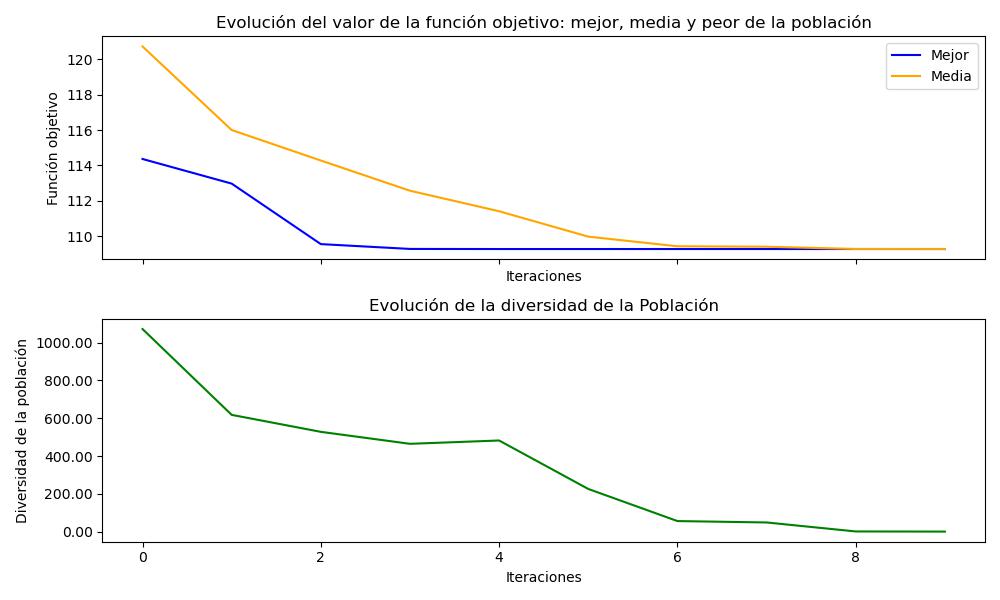 Evolución del valor de la función objetivo: mejor, media y peor de la población
Función objetivo
120
118
116
114
112
110
Mejor
Media
Iteraciones
Evolución de la diversidad de la Población
Diversidad de la población
1000.00
800.00
600.00
400.00
200.00
0.00
0 2 4 6 8
Iteraciones